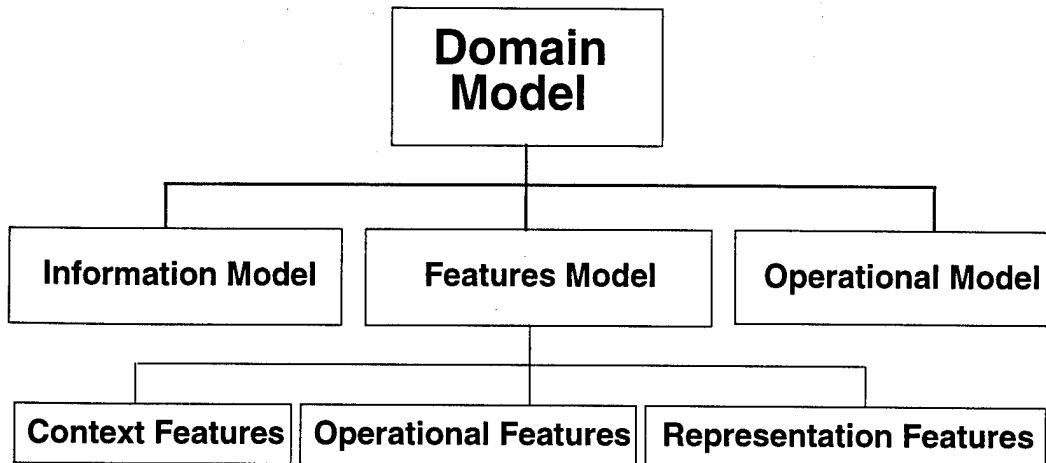 Domain
Model
Information Model
Features Model
Operational Model
Context Features
Operational Features
Representation Features